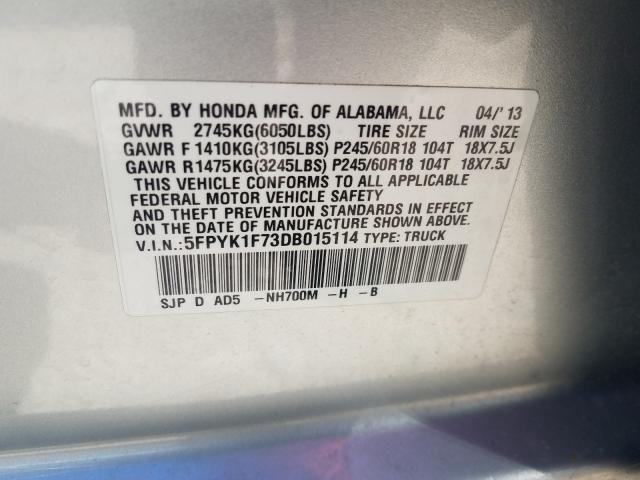 MFD. BY HONDA MFG. OF ALABAMA, LLC 04/' 13
GVWR 2745KG(6050LBS) TIRE SIZE RIM SIZE
GAWR F 1410KG(3105LBS) P245/60R18 104T 18X7.5J
GAWR R 1475KG(3245LBS) P245/60R18 104T 18X7.5J
THIS VEHICLE CONFORMS TO ALL APPLICABLE
FEDERAL MOTOR VEHICLE SAFETY
AND THEFT PREVENTION STANDARDS IN EFFECT
ON THE DATE OF MANUFACTURE SHOWN ABOVE.
V.I.N.: 5FPYK1F73DB015114 TYPE: TRUCK
SJP D AD5 -NH700M -H -B